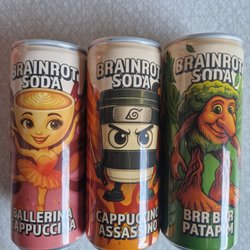 BRAINROT
SODA
BALLERINA
CAPPUCCINA
BRAINROT
SODA
CAPPUCCINO
ASSASSINO
BRAINROT
SODA
BRR BRR
PATAPIM